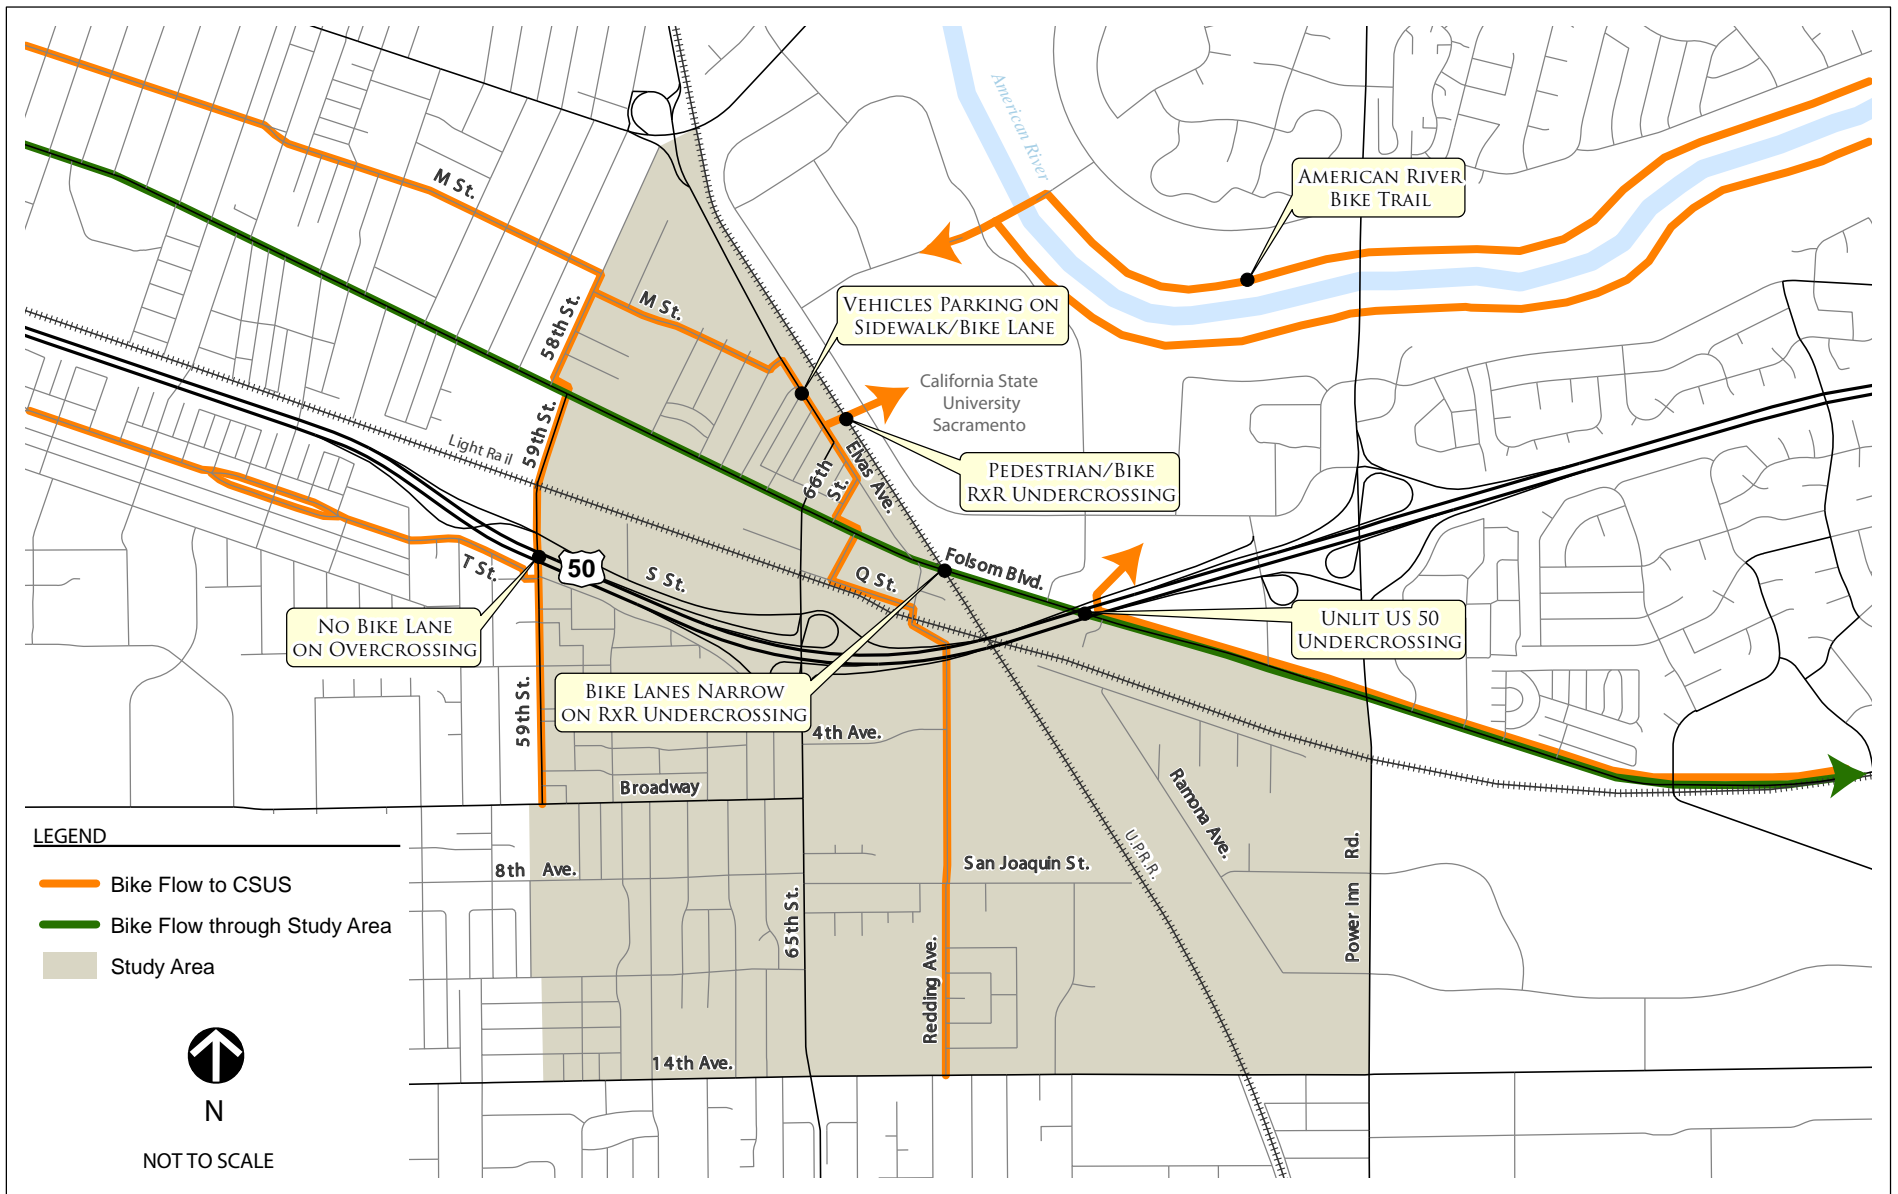 American River
AMERICAN RIVER
BIKE TRAIL
M St.
M St.
VEHICLES PARKING ON
SIDEWALK/BIKE LANE
58th St.
California State
University
Sacramento
59th St.
Light Rail
66th
St.
Elvas Ave.
PEDESTRIAN/BIKE
RXR UNDERCROSSING
T St.
50
S St.
Q St.
Folsom Blvd.
NO BIKE LANE
ON OVERCROSSING
UNLIT US 50
UNDERCROSSING
59th St.
BIKE LANES NARROW
ON RXR UNDERCROSSING
4th Ave.
Broadway
Ramona Ave.
U.P.R.R.
Power Inn Rd.
8th Ave.
San Joaquin St.
65th St.
Redding Ave.
14th Ave.
LEGEND
Bike Flow to CSUS
Bike Flow through Study Area
Study Area
N
NOT TO SCALE